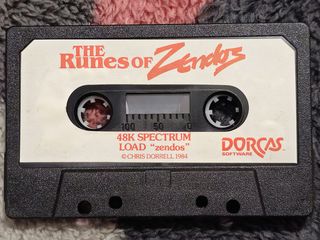 THE
Runes of Zendos
100 50 0
48K SPECTRUM
LOAD "zendos"
© CHRIS DORRELL 1984
DORCAS
SOFTWARE